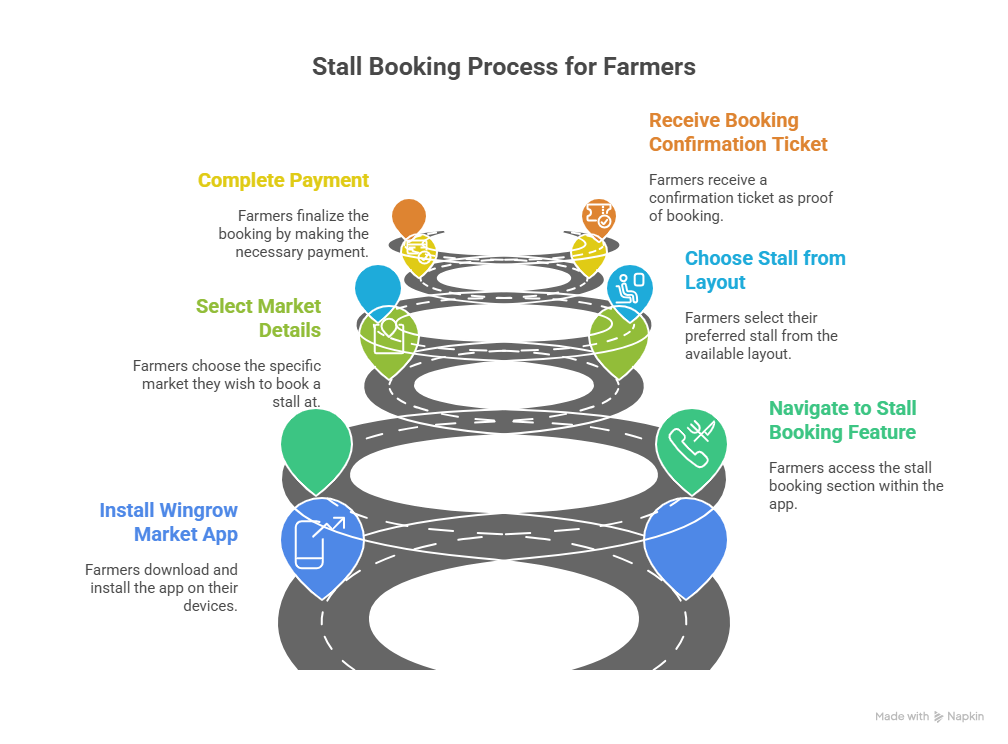 Stall Booking Process for Farmers
Receive Booking
Confirmation Ticket
Farmers receive a
confirmation ticket as proof
of booking.
Complete Payment
Farmers finalize the
booking by making the
necessary payment.
Choose Stall from
Layout
Farmers select their
preferred stall from the
available layout.
Select Market
Details
Farmers choose the specific
market they wish to book a
stall at.
Navigate to Stall
Booking Feature
Farmers access the stall
booking section within the
app.
Install Wingrow
Market App
Farmers download and
install the app on their
devices.
Made with Napkin